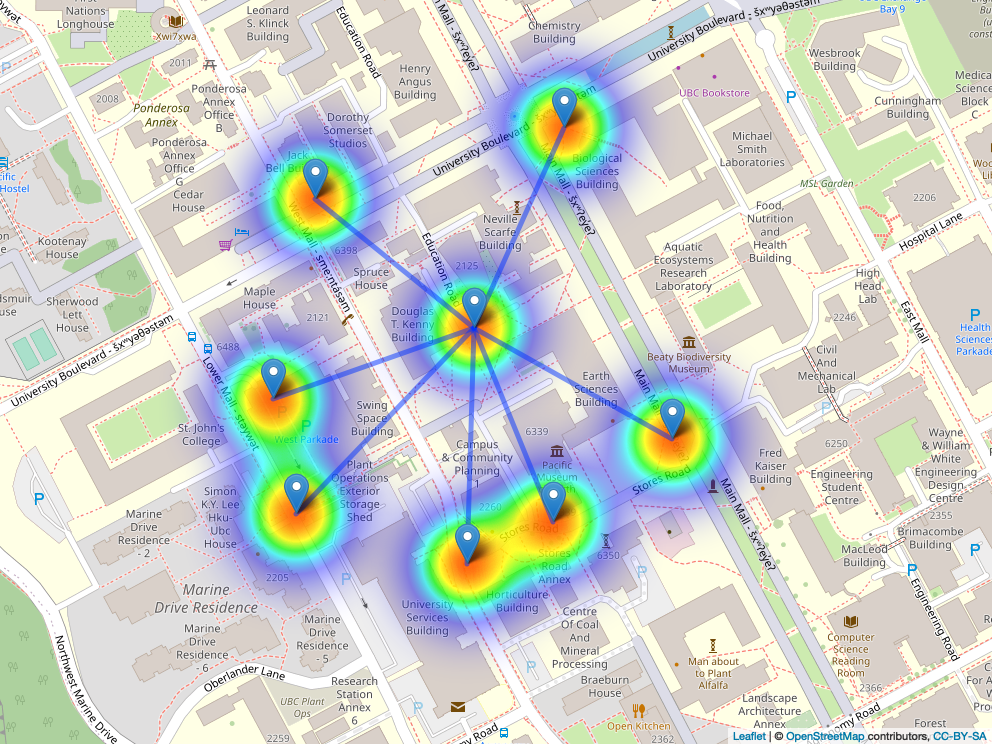 Nations
Longhouse
Xwi7xwa
2011
2008
Ponderosa
Annex
Ponderosa
Annex
Office
B
Ponderosa
Annex
Office
G
Cedar
House
Leonard
S. Klinck
Building
Education Road
Henry
Angus
Building
Dorothy
Somerset
Studios
Chemistry
Building
University Boulevard - šxʷhəθəstəm
UBC Bookstore
Bay 9
Wesbrook
Building
Cunningham
Building
Medical
Science
Block C
Michael
Smith
Laboratories
MSL Garden
2206
Hospital Lane
University Boulevard
Biological
Sciences
Building
Neville
Scarfe
Building
2125
Education Road
Food,
Nutrition
and
Health
Building
Aquatic
Ecosystems
Research
Laboratory
High
Head
Lab
2246
East Mall
Health
Sciences
Parkade
Kootenay
House
Sherwood
Lett
House
Hostel
6398
Spruce
House
Maple
House
2121
6488
Douglas
T. Kenny
Building
University Boulevard - šxʷhəθəstəm
Lower Mall - stəywət
St. John's
College
West Parkade
Swing
Space
Building
Earth
Sciences
Building
Beaty Biodiversity
Museum
Civil
And
Mechanical
Lab
6339
6250
Campus
& Community
Planning
1
Pacific
Museum
Stores Road
Stores Road
Stores
Road
Annex
2260
6350
Plant
Operations
Exterior
Storage
Shed
Simon
K.Y. Lee
Hku-
Ubc
House
2205
Marine
Drive
Residence
- 2
Marine
Drive Residence
Marine
Drive
Residence
- 6
Marine
Drive
Residence
- 5
University
Services
Building
Horticulture
Building
Centre
Of Coal
And
Mineral
Processing
Braeburn
House
Fred
Kaiser
Building
Engineering
Student
Centre
Wayne &
William
White
Engineering
Design
Centre
2355
Brimacombe
Building
MacLeod
Building
Engineering Road
Computer
Science
Reading
Room
2366
Man about
to Plant
Alfalfa
Landscape
Architecture
Annex
Open Kitchen
2362
Forest
Northwest Marine Drive
Oberlander Lane
UBC Plant
Ops
2259
Research
Station
Annex
6
Leaflet | © OpenStreetMap contributors, CC-BY-SA